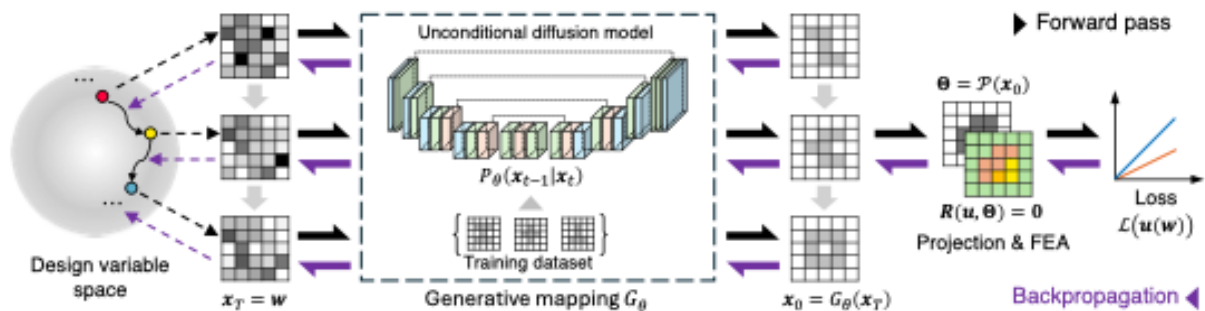 Unconditional diffusion model
Forward pass
...
Θ = 𝒫(x₀)
P_θ(x_{t−1}|x_t)
...
R(u, Θ) = 0
Loss
ℒ(u(w))
Training dataset
Projection & FEA
Design variable
space
x_T = w
Generative mapping G_θ
x₀ = G_θ(x_T)
Backpropagation